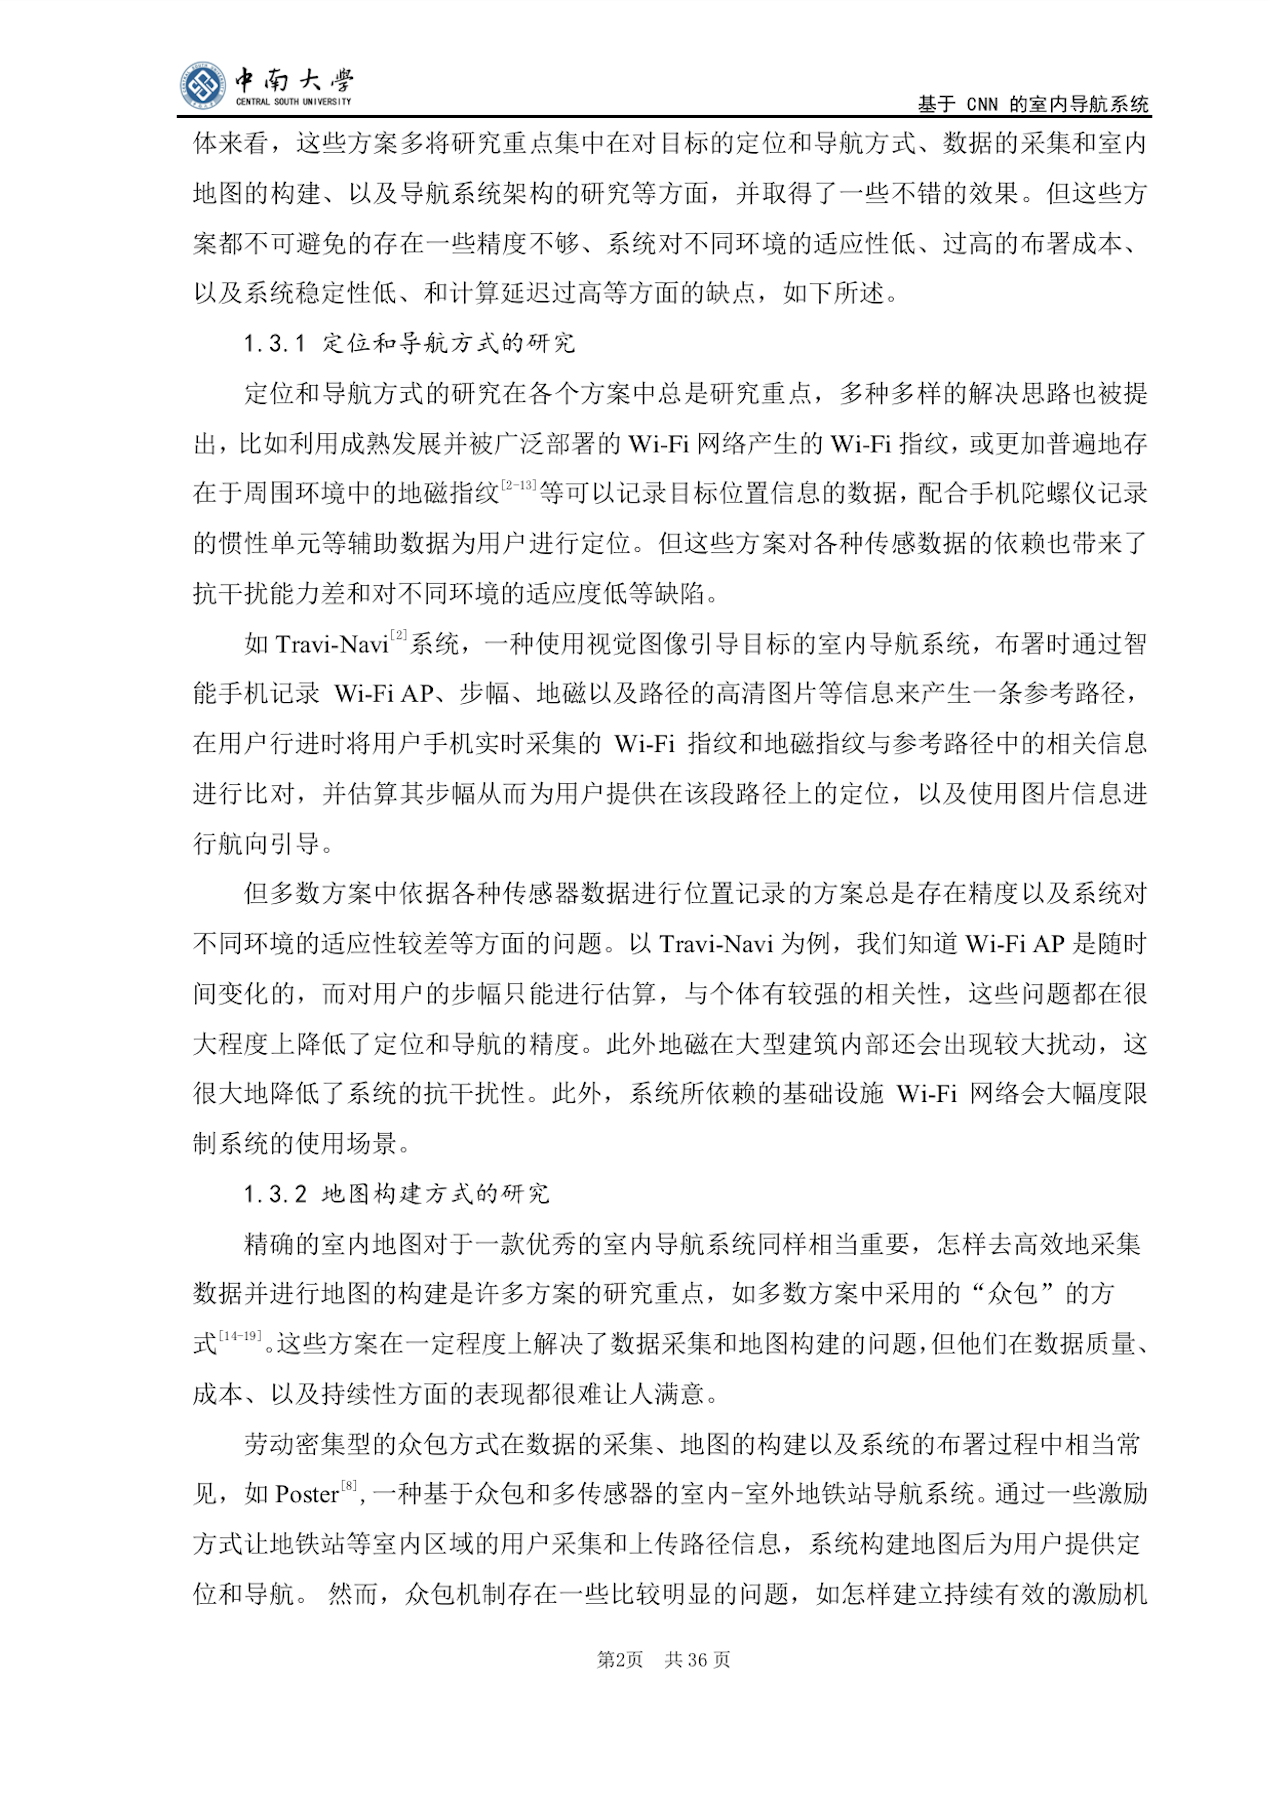 中南大学
CENTRAL SOUTH UNIVERSITY
基于 CNN 的室内导航系统
体来看，这些方案多将研究重点集中在对目标的定位和导航方式、数据的采集和室内
地图的构建、以及导航系统架构的研究等方面，并取得了一些不错的效果。但这些方
案都不可避免的存在一些精度不够、系统对不同环境的适应性低、过高的布署成本、
以及系统稳定性低、和计算延迟过高等方面的缺点，如下所述。
1.3.1 定位和导航方式的研究
定位和导航方式的研究在各个方案中总是研究重点，多种多样的解决思路也被提
出，比如利用成熟发展并被广泛部署的 Wi-Fi 网络产生的 Wi-Fi 指纹，或更加普遍地存
在于周围环境中的地磁指纹[2-13]等可以记录目标位置信息的数据，配合手机陀螺仪记录
的惯性单元等辅助数据为用户进行定位。但这些方案对各种传感数据的依赖也带来了
抗干扰能力差和对不同环境的适应度低等缺陷。
如 Travi-Navi[2]系统，一种使用视觉图像引导目标的室内导航系统，布署时通过智
能手机记录 Wi-Fi AP、步幅、地磁以及路径的高清图片等信息来产生一条参考路径，
在用户行进时将用户手机实时采集的 Wi-Fi 指纹和地磁指纹与参考路径中的相关信息
进行比对，并估算其步幅从而为用户提供在该段路径上的定位，以及使用图片信息进
行航向引导。
但多数方案中依据各种传感器数据进行位置记录的方案总是存在精度以及系统对
不同环境的适应性较差等方面的问题。以 Travi-Navi 为例，我们知道 Wi-Fi AP 是随时
间变化的，而对用户的步幅只能进行估算，与个体有较强的相关性，这些问题都在很
大程度上降低了定位和导航的精度。此外地磁在大型建筑内部还会出现较大扰动，这
很大地降低了系统的抗干扰性。此外，系统所依赖的基础设施 Wi-Fi 网络会大幅度限
制系统的使用场景。
1.3.2 地图构建方式的研究
精确的室内地图对于一款优秀的室内导航系统同样相当重要，怎样去高效地采集
数据并进行地图的构建是许多方案的研究重点，如多数方案中采用的“众包”的方
式[14-19]。这些方案在一定程度上解决了数据采集和地图构建的问题，但他们在数据质量、
成本、以及持续性方面的表现都很难让人满意。
劳动密集型的众包方式在数据的采集、地图的构建以及系统的布署过程中相当常
见，如 Poster[8],一种基于众包和多传感器的室内-室外地铁站导航系统。通过一些激励
方式让地铁站等室内区域的用户采集和上传路径信息，系统构建地图后为用户提供定
位和导航。 然而，众包机制存在一些比较明显的问题，如怎样建立持续有效的激励机
第2页 共 36 页